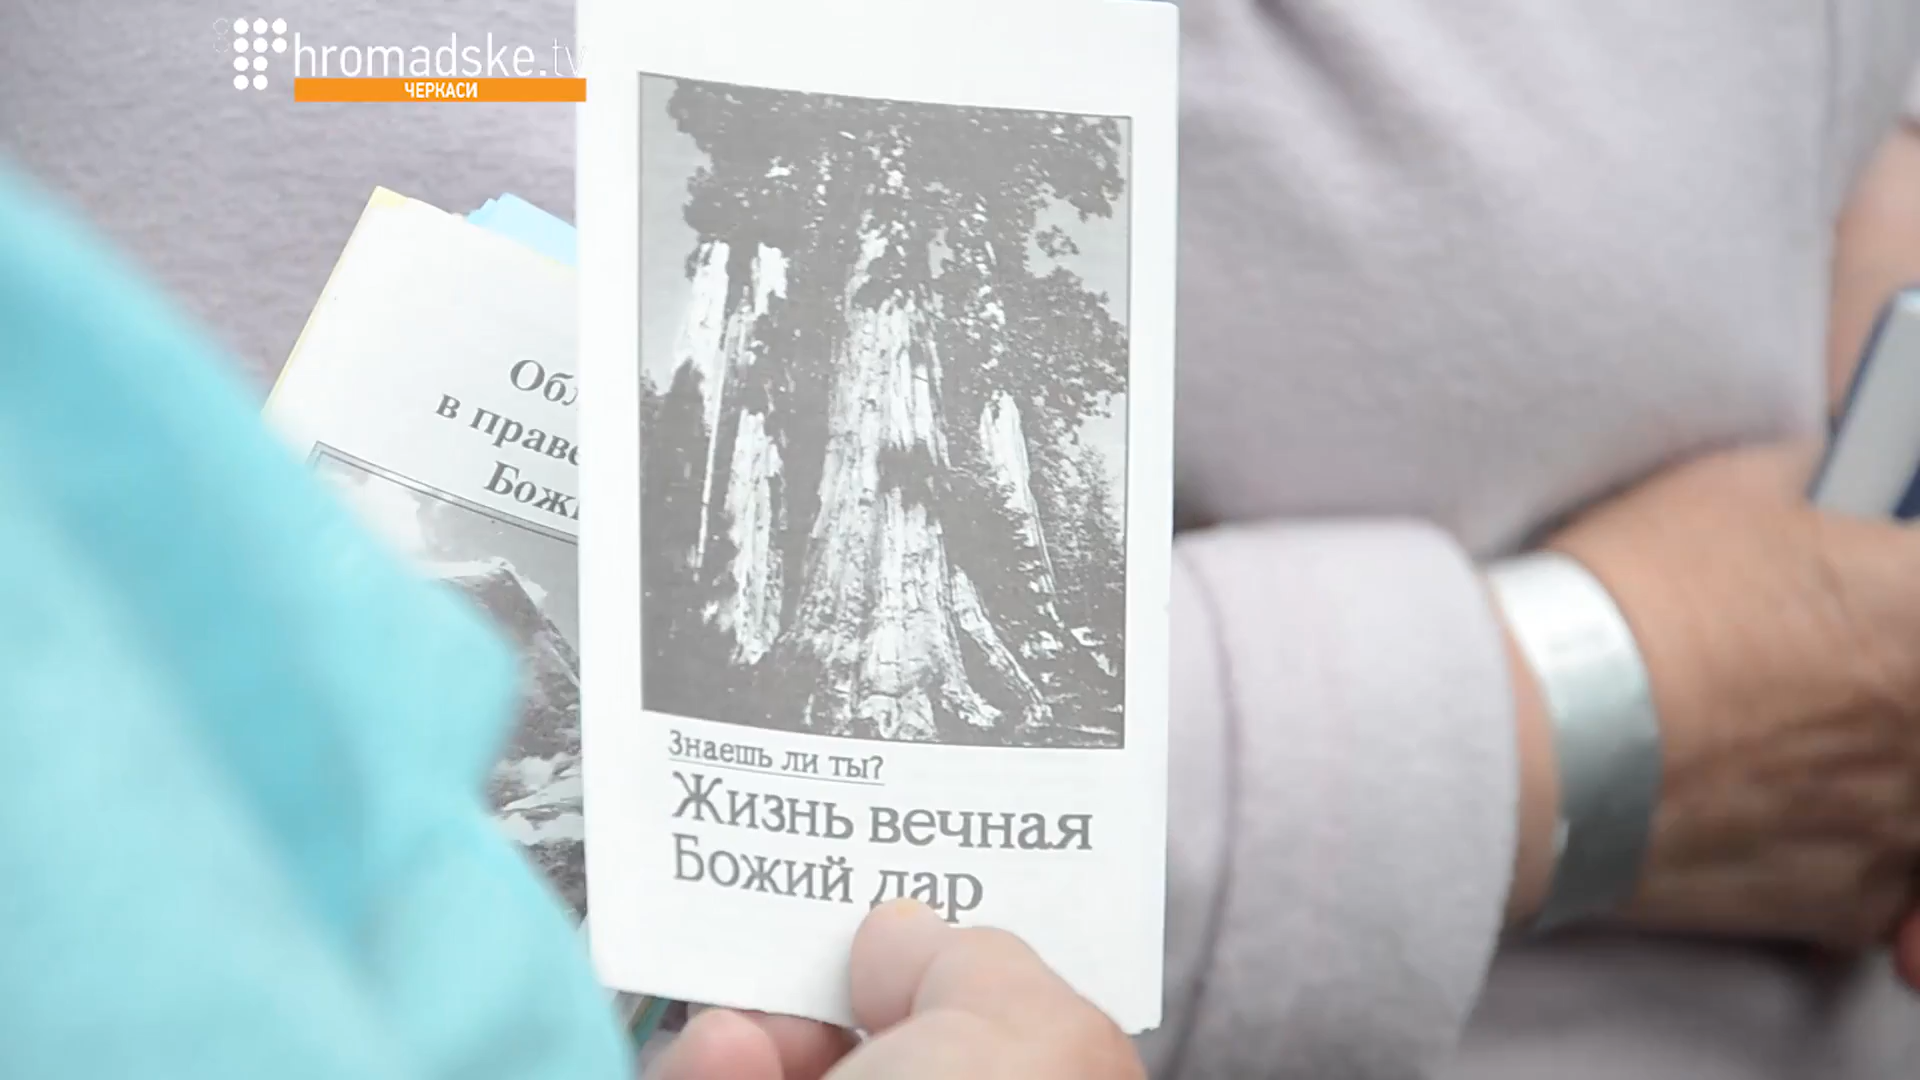 hromadske.tv
ЧЕРКАСИ
в
Знаешь ли ты?
Жизнь вечная
Божий дар